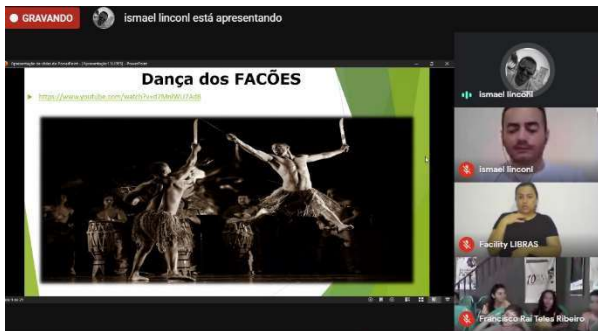 GRAVANDO
ismael linconl está apresentando
Dança dos FACÕES
ismael linconl
ismael linconl
Facility LIBRAS
Francisco Rai Teles Ribeiro